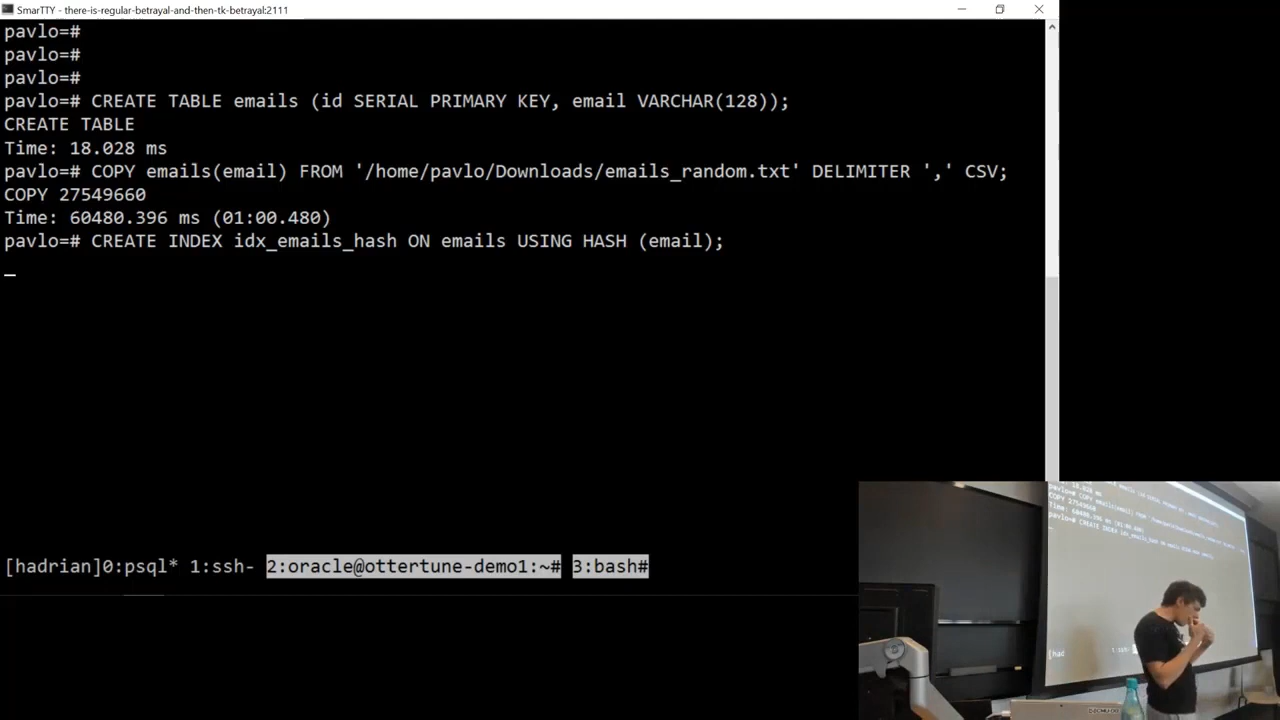 SmarTTY - there-is-regular-betrayal-and-then-tk-betrayal:2111
pavlo=#
pavlo=#
pavlo=#
pavlo=# CREATE TABLE emails (id SERIAL PRIMARY KEY, email VARCHAR(128));
CREATE TABLE
Time: 18.028 ms
pavlo=# COPY emails(email) FROM '/home/pavlo/Downloads/emails_random.txt' DELIMITER ',' CSV;
COPY 27549660
Time: 60480.396 ms (01:00.480)
pavlo=# CREATE INDEX idx_emails_hash ON emails USING HASH (email);
[hadrian]0:psql* 1:ssh- 2:oracle@ottertune-demo1:~# 3:bash#